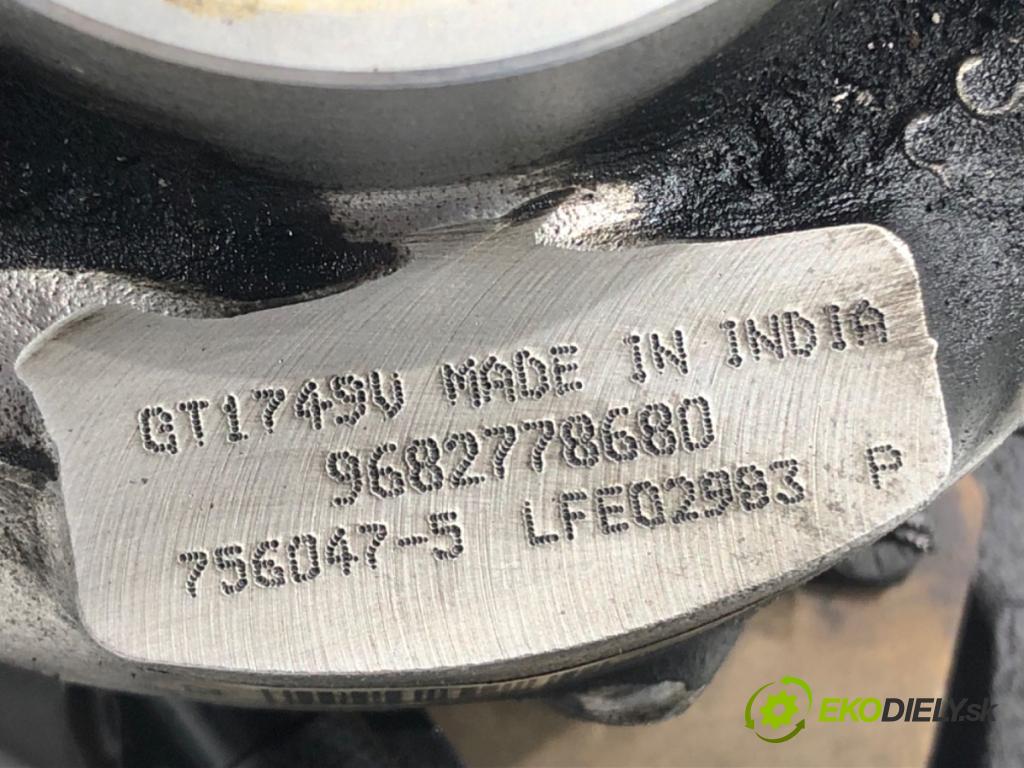 GT1749V MADE IN INDIA
9682778680
756047-5 LFE02983 P
EKODIELY.sk